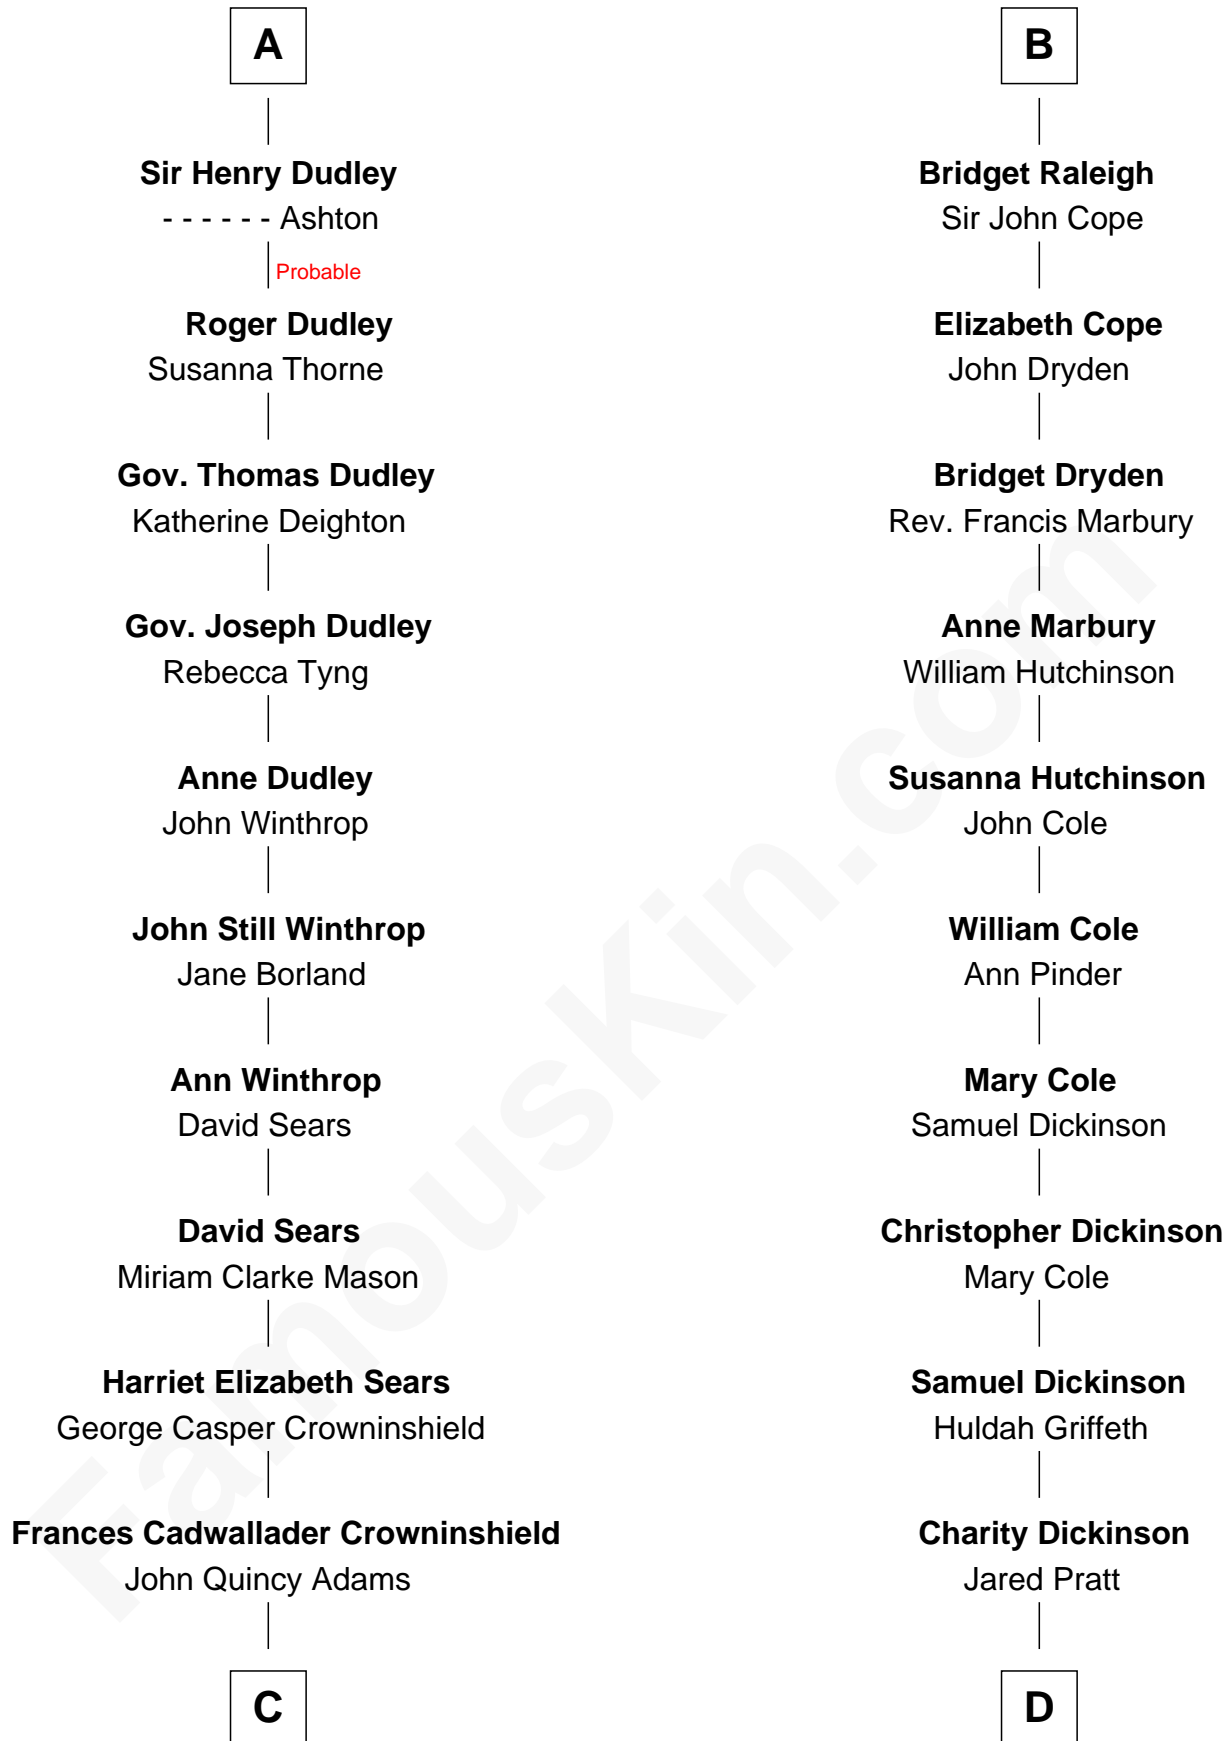 A
Sir Henry Dudley
- - - - - - Ashton
Probable
Roger Dudley
Susanna Thorne
Gov. Thomas Dudley
Katherine Deighton
Gov. Joseph Dudley
Rebecca Tyng
Anne Dudley
John Winthrop
John Still Winthrop
Jane Borland
Ann Winthrop
David Sears
David Sears
Miriam Clarke Mason
Harriet Elizabeth Sears
George Casper Crowninshield
Frances Cadwallader Crowninshield
John Quincy Adams
C
B
Bridget Raleigh
Sir John Cope
Elizabeth Cope
John Dryden
Bridget Dryden
Rev. Francis Marbury
Anne Marbury
William Hutchinson
Susanna Hutchinson
John Cole
William Cole
Ann Pinder
Mary Cole
Samuel Dickinson
Christopher Dickinson
Mary Cole
Samuel Dickinson
Huldah Griffeth
Charity Dickinson
Jared Pratt
D
FamousKin.com